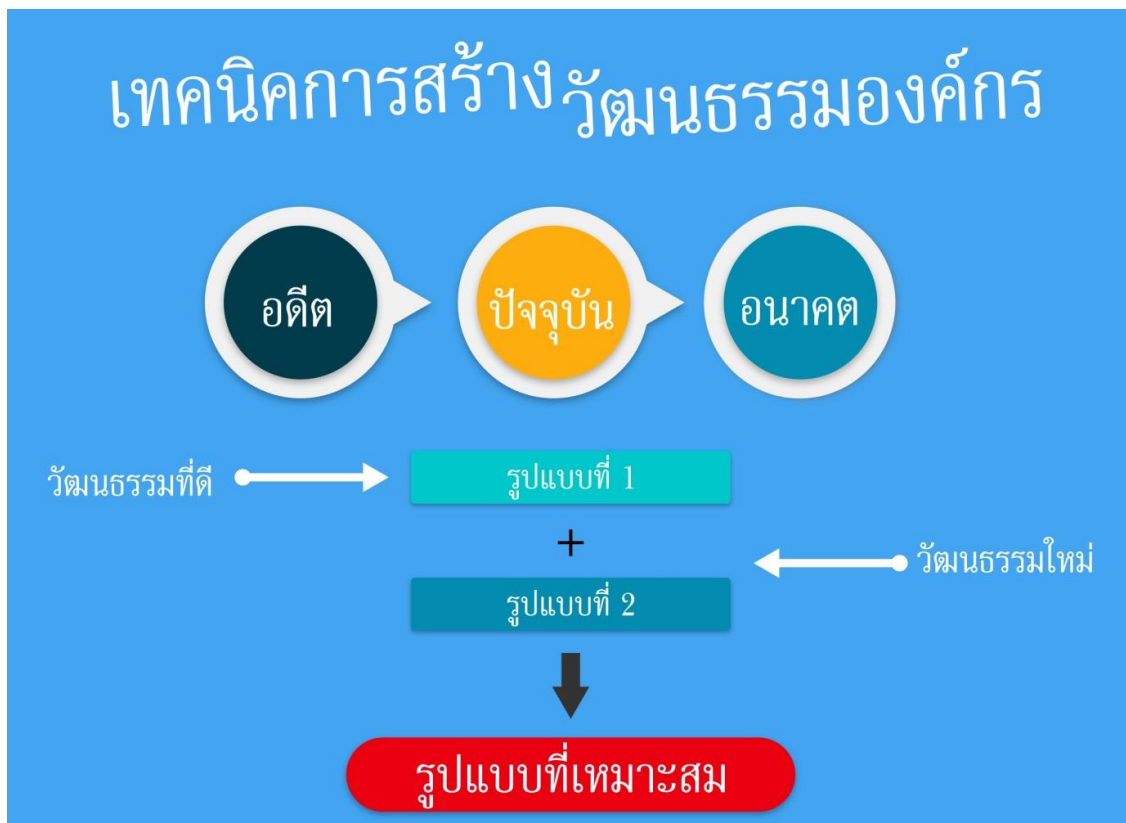 เทคนิคการสร้างวัฒนธรรมองค์กร
อดีต
ปัจจุบัน
อนาคต
วัฒนธรรมที่ดี
รูปแบบที่ 1
+
วัฒนธรรมใหม่
รูปแบบที่ 2
รูปแบบที่เหมาะสม